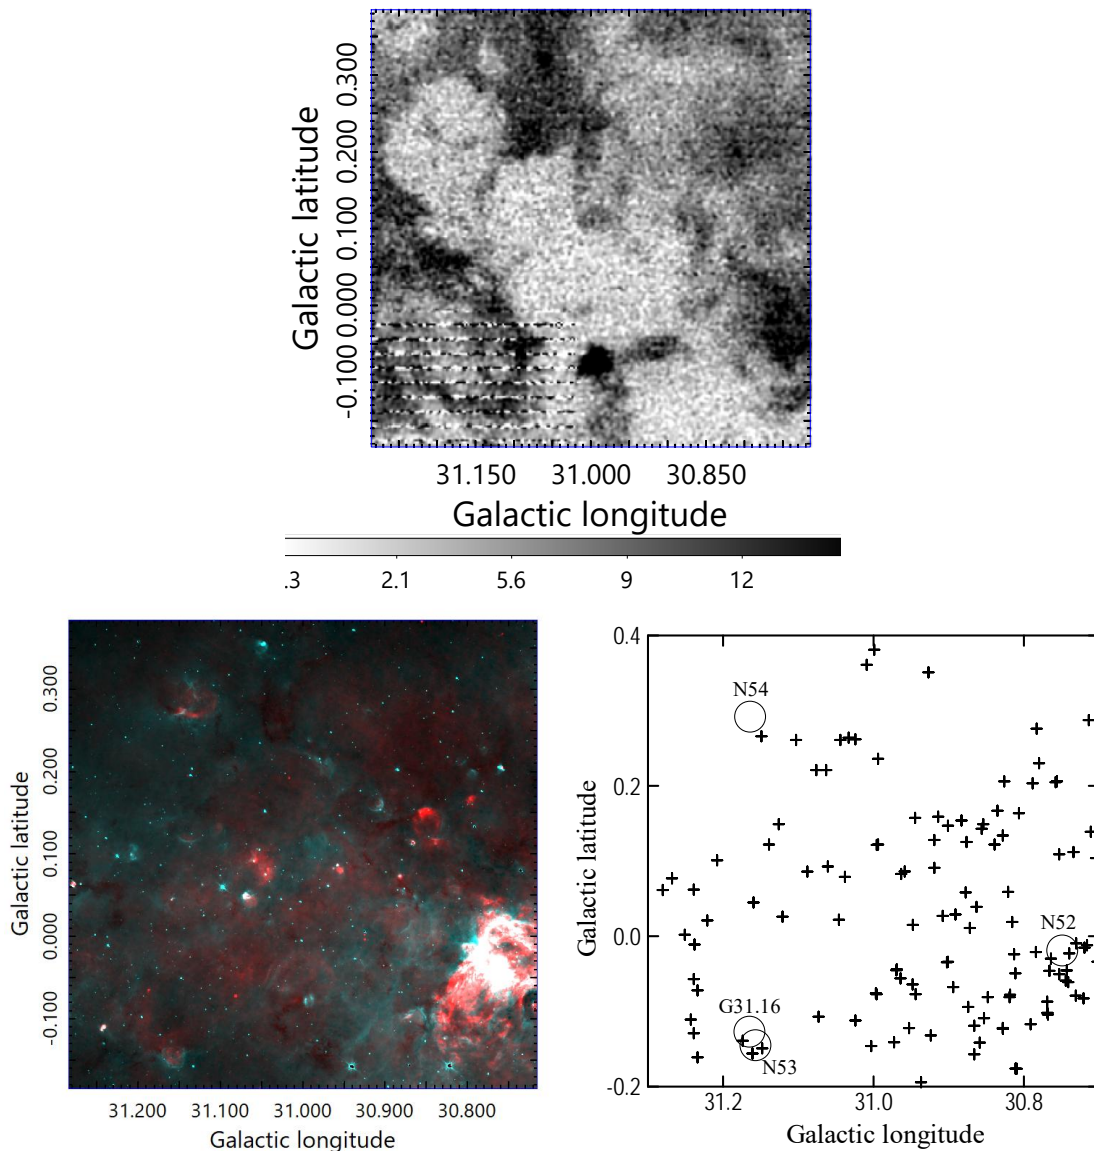 0.300
0.200
0.100
0.000
-0.100
Galactic latitude
31.150 31.000 30.850
Galactic longitude
.3 2.1 5.6 9 12
0.300
0.200
0.100
0.000
-0.100
Galactic latitude
31.200 31.100 31.000 30.900 30.800
Galactic longitude
0.4
N54
0.2
Galactic latitude
N52
0.0
G31.16
N53
-0.2
31.2 31.0 30.8
Galactic longitude